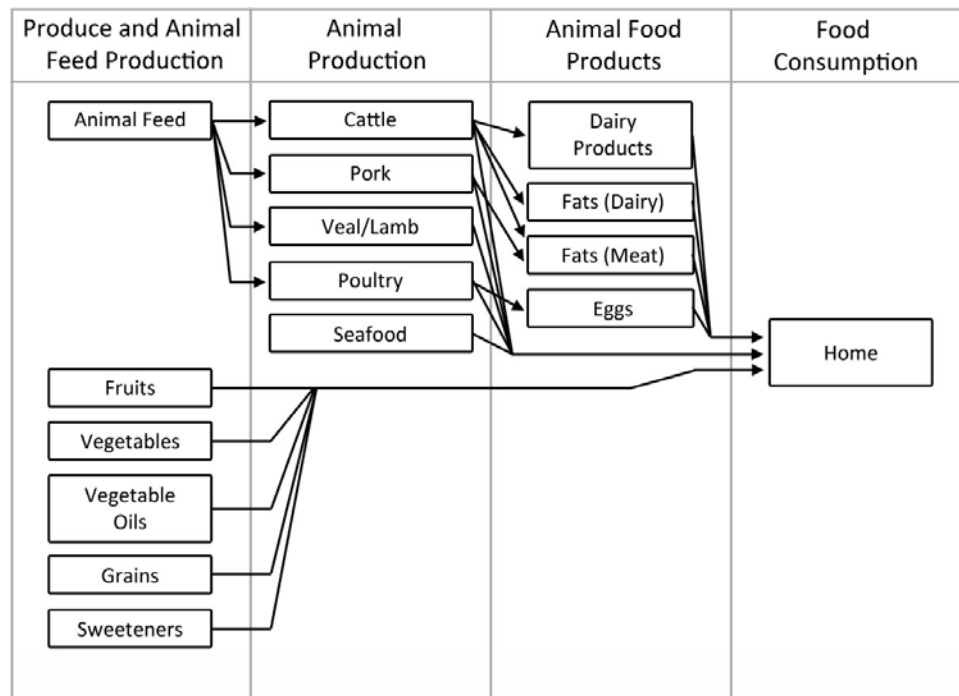 Produce and Animal
Feed Production
Animal
Production
Animal Food
Products
Food
Consumption
Animal Feed
Cattle
Dairy
Products
Pork
Fats (Dairy)
Veal/Lamb
Fats (Meat)
Poultry
Eggs
Seafood
Home
Fruits
Vegetables
Vegetable
Oils
Grains
Sweeteners